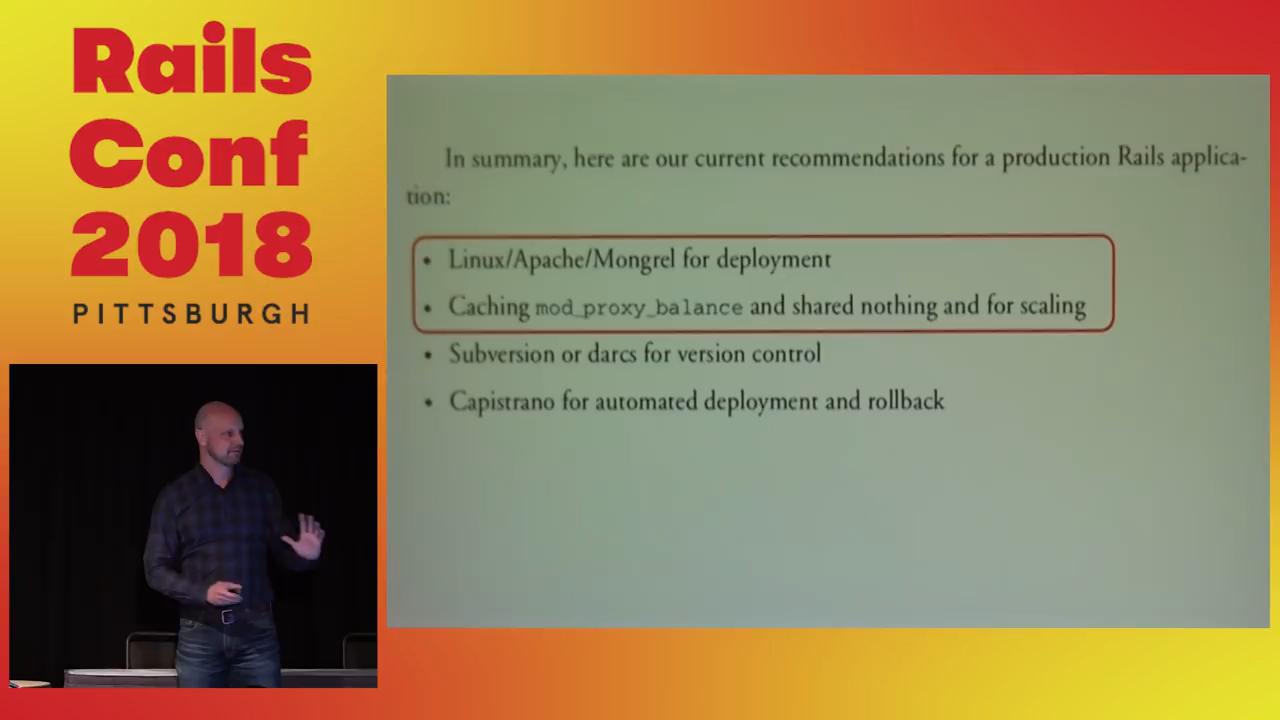 Rails
Conf
2018
PITTSBURGH
In summary, here are our current recommendations for a production Rails applica-
tion:
• Linux/Apache/Mongrel for deployment
• Caching mod_proxy_balance and shared nothing and for scaling
• Subversion or darcs for version control
• Capistrano for automated deployment and rollback